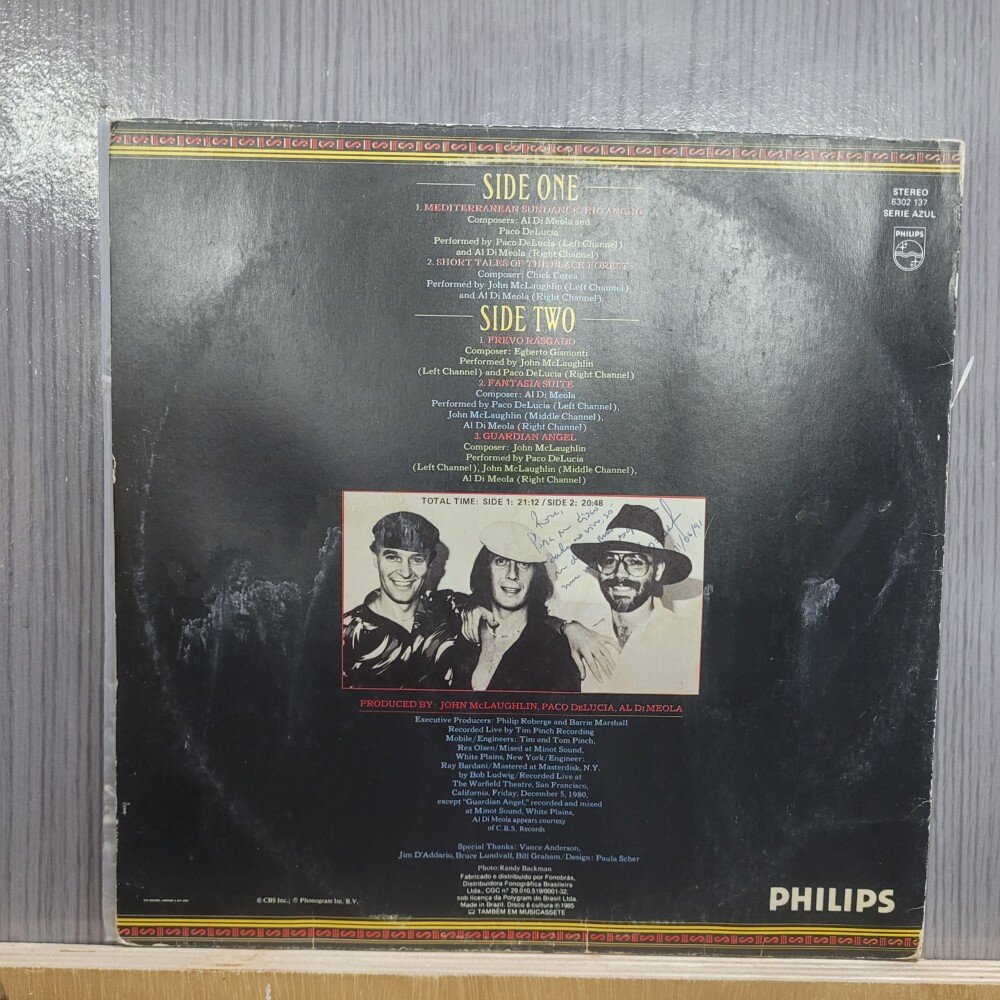 SIDE ONE
1. MEDITERRANEAN SUNDANCE/RIO ANCHO
Composers: Al Di Meola and
Paco DeLucia
Performed by Paco DeLucia (Left Channel)
and Al Di Meola (Right Channel)
2. SHORT TALES OF THE BLACK FOREST
Composer: Chick Corea
Performed by John McLaughlin (Left Channel)
and Al Di Meola (Right Channel)
SIDE TWO
1. FREVO RASGADO
Composer: Egberto Gismonti
Performed by John McLaughlin
(Left Channel) and Paco DeLucia (Right Channel)
2. FANTASIA SUITE
Composer: Al Di Meola
Performed by Paco DeLucia (Left Channel),
John McLaughlin (Middle Channel),
Al Di Meola (Right Channel)
3. GUARDIAN ANGEL
Composer: John McLaughlin
Performed by Paco DeLucia
(Left Channel), John McLaughlin (Middle Channel),
Al Di Meola (Right Channel)
STEREO
6302 137
SERIE AZUL
PHILIPS
TOTAL TIME: SIDE 1: 21:12 / SIDE 2: 20:48
PRODUCED BY: JOHN McLAUGHLIN, PACO DeLUCIA, AL Di MEOLA
Executive Producers: Philip Roberge and Barrie Marshall
Recorded Live by Tim Pinch Recording
Mobile/Engineers: Tim and Tom Pinch,
Rex Olsen/Mixed at Minot Sound,
White Plains, New York/Engineer:
Ray Bardani/Mastered at Masterdisk, N.Y.
by Bob Ludwig/Recorded Live at
The Warfield Theatre, San Francisco,
California, Friday, December 5, 1980,
except "Guardian Angel," recorded and mixed
at Minot Sound, White Plains,
Al Di Meola appears courtesy
of C.B.S. Records
Special Thanks: Vance Anderson,
Jim D'Addario, Bruce Lundvall, Bill Graham/Design: Paula Scher
Photo: Randy Backman
Fabricado e distribuído por Fonobrás,
Distribuidora Fonográfica Brasileira
Ltda., CGC nº 29.010.519/0001-32,
sob licença da Polygram do Brasil Ltda.
Made in Brazil. Disco é cultura ℗ 1985
TAMBÉM EM MUSICASSETE
© CBS Inc.; ℗ Phonogram Int. B.V.
PHILIPS